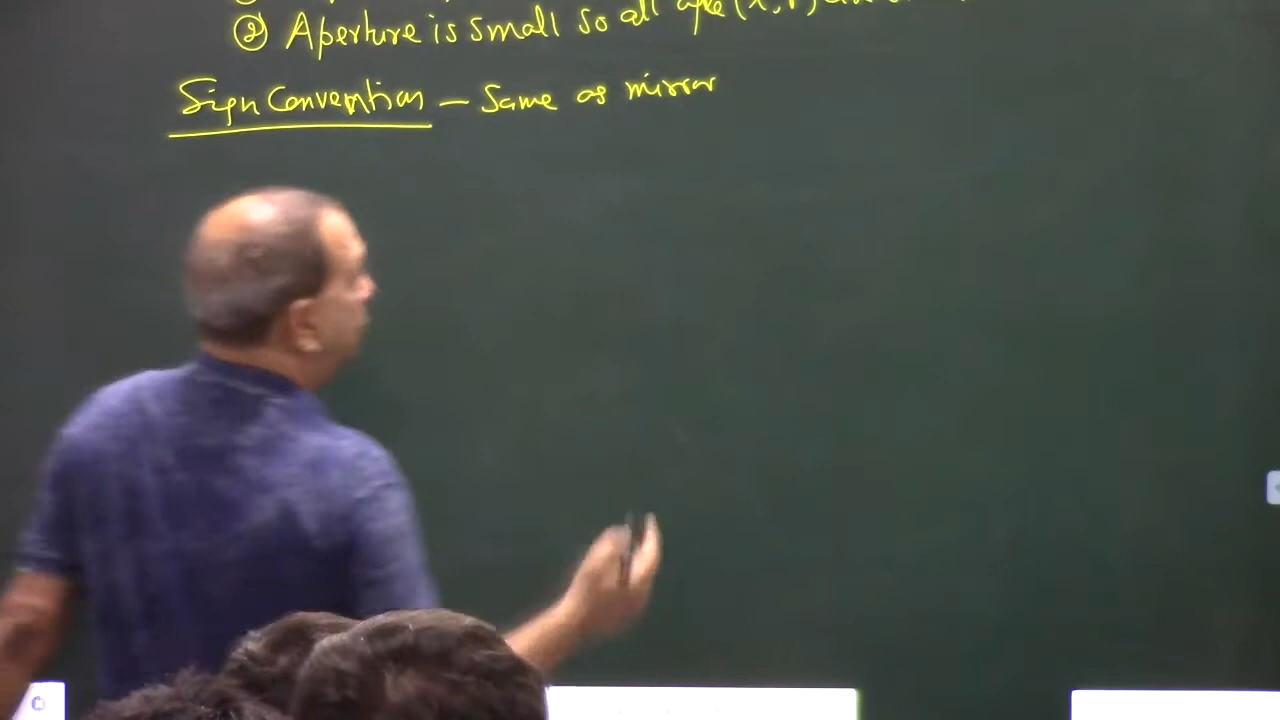 ② Aperture is small so all
Sign Convention – Same as mirror